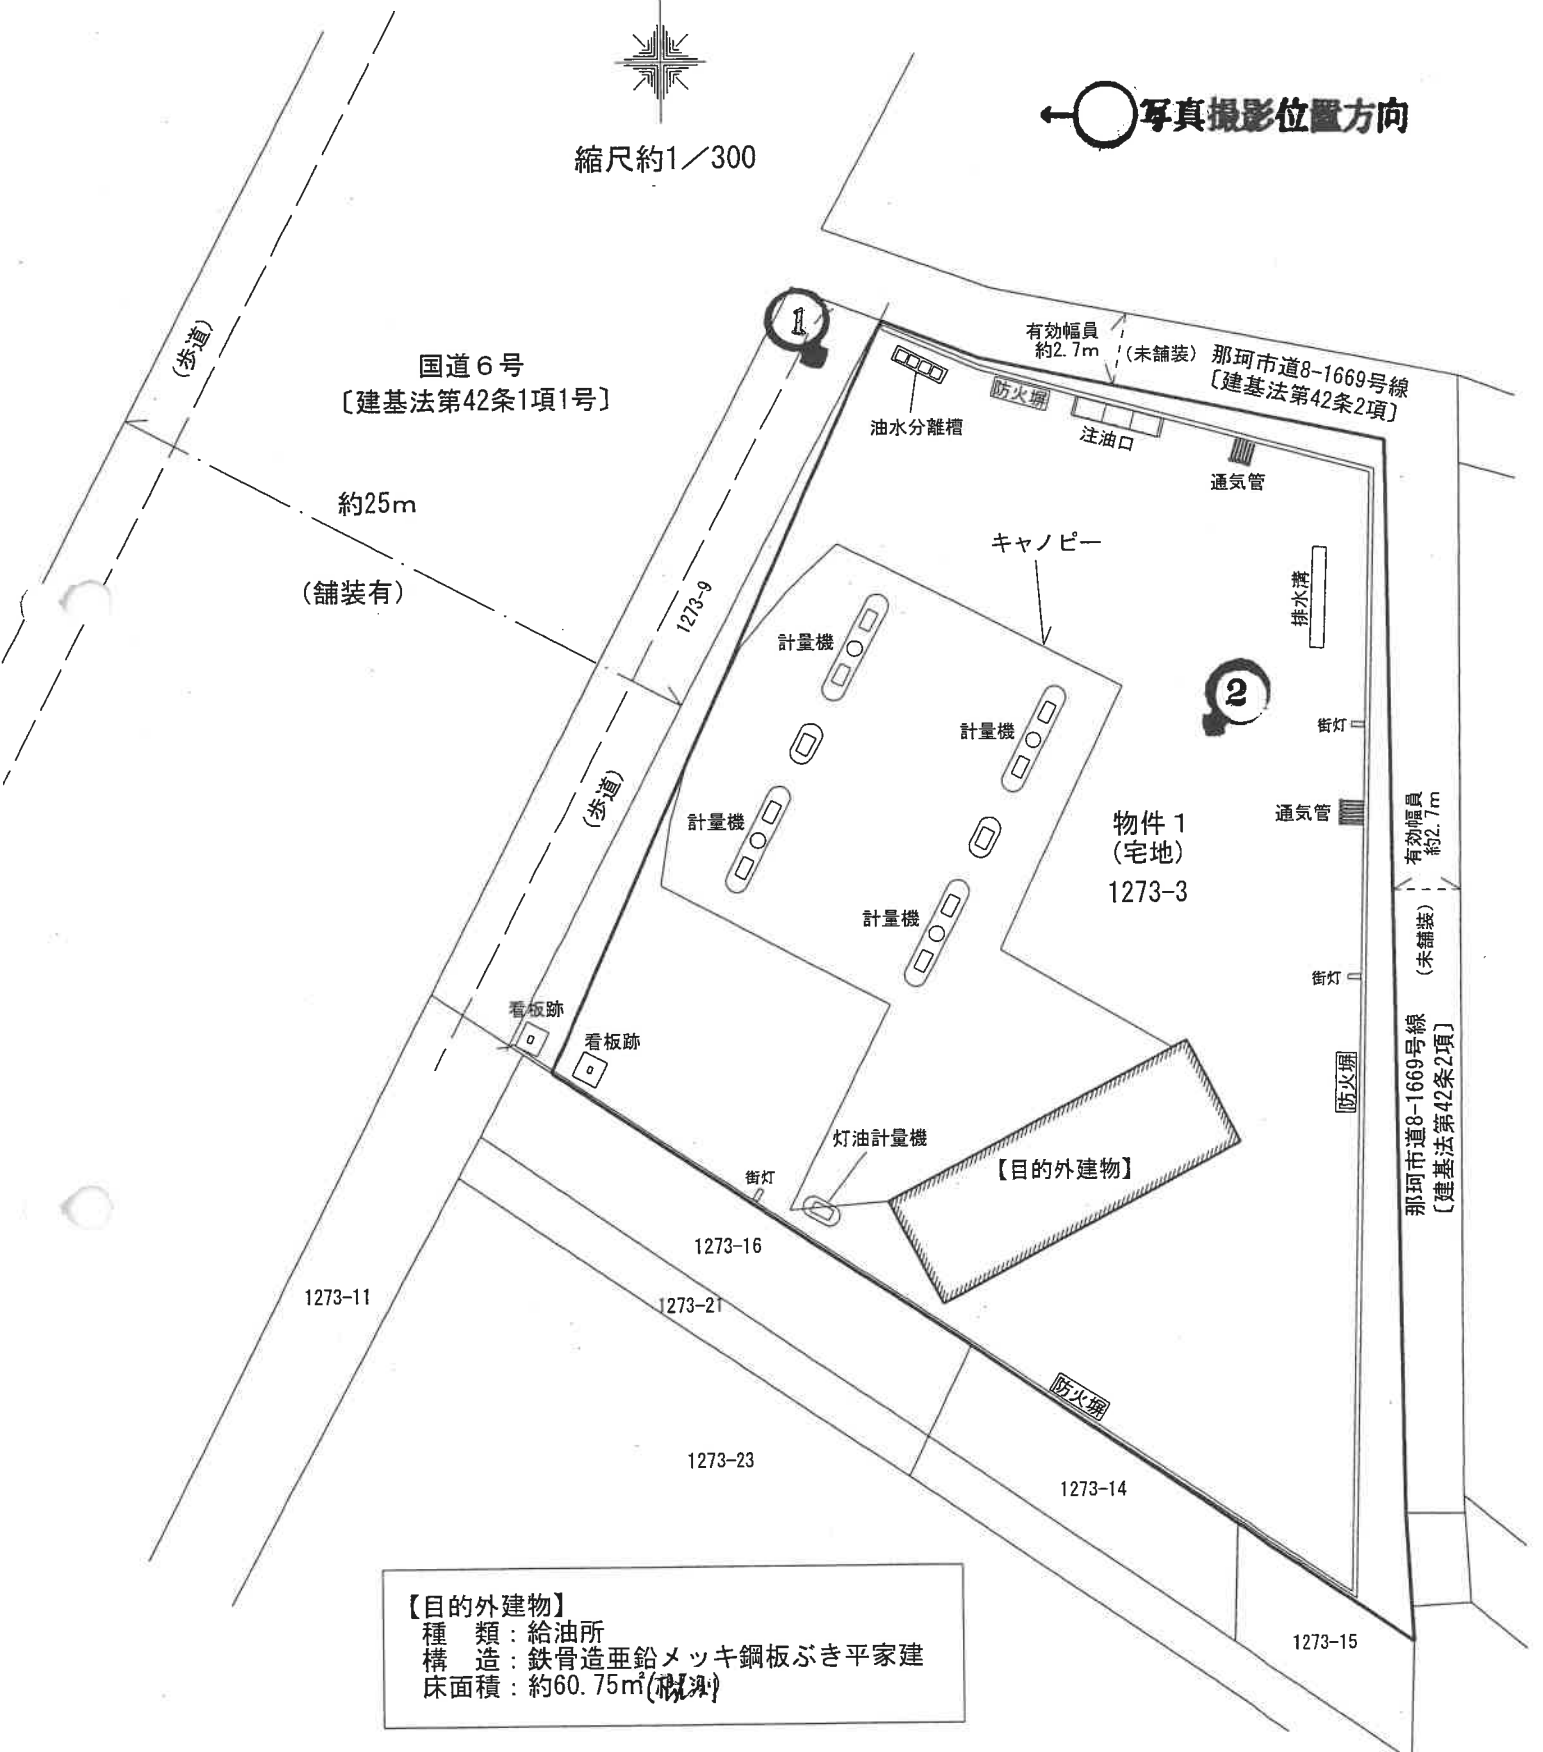 写真撮影位置方向
縮尺約1／300
1
有効幅員
約2.7m
(未舗装)
那珂市道8-1669号線
〔建基法第42条2項〕
(歩道)
国道6号
〔建基法第42条1項1号〕
油水分離槽
防火塀
注油口
通気管
約25m
(舗装有)
キャノピー
1273-9
排水溝
計量機
計量機
2
街灯
(歩道)
計量機
通気管
物件1
(宅地)
1273-3
有効幅員
約2.7m
(未舗装)
那珂市道8-1669号線
〔建基法第42条2項〕
計量機
街灯
看板跡
看板跡
防火塀
灯油計量機
【目的外建物】
街灯
1273-16
1273-11
1273-21
防火塀
1273-23
1273-14
1273-15
【目的外建物】
種　類：給油所
構　造：鉄骨造亜鉛メッキ鋼板ぶき平家建
床面積：約60.75㎡(概測)